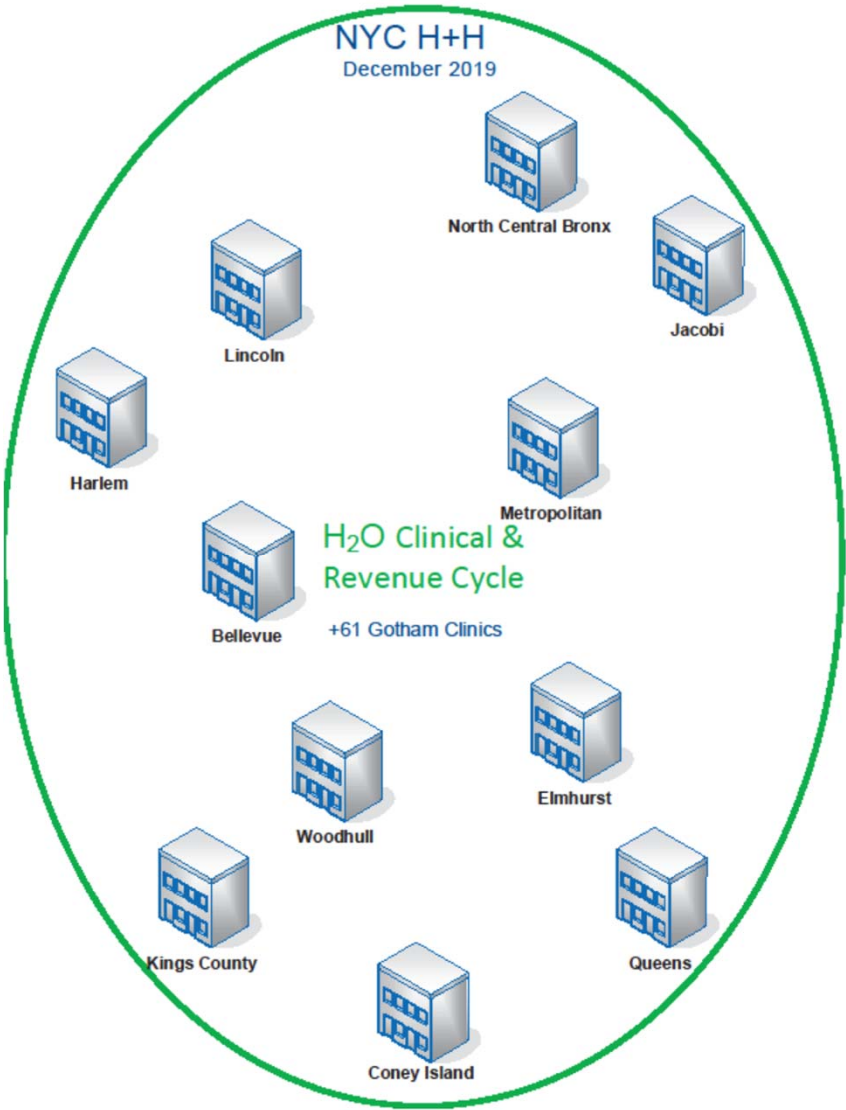 NYC H+H
December 2019
North Central Bronx
Jacobi
Lincoln
Harlem
Metropolitan
H₂O Clinical &
Revenue Cycle
Bellevue
+61 Gotham Clinics
Elmhurst
Woodhull
Kings County
Queens
Coney Island